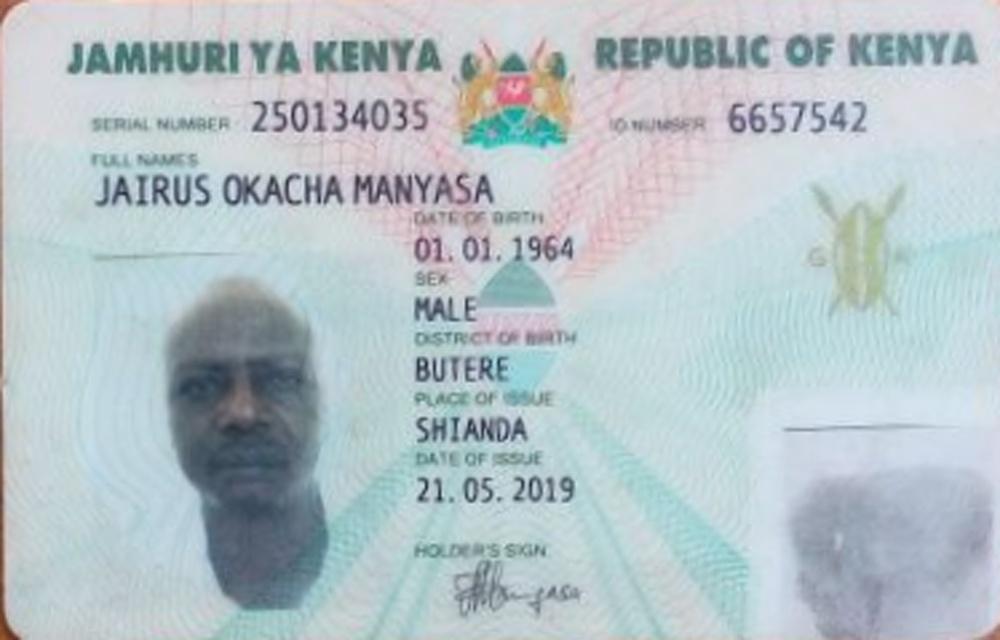 JAMHURI YA KENYA REPUBLIC OF KENYA
SERIAL NUMBER 250134035 ID NUMBER 6657542
FULL NAMES
JAIRUS OKACHA MANYASA
DATE OF BIRTH
01. 01. 1964
SEX
MALE
DISTRICT OF BIRTH
BUTERE
PLACE OF ISSUE
SHIANDA
DATE OF ISSUE
21. 05. 2019
HOLDER'S SIGN